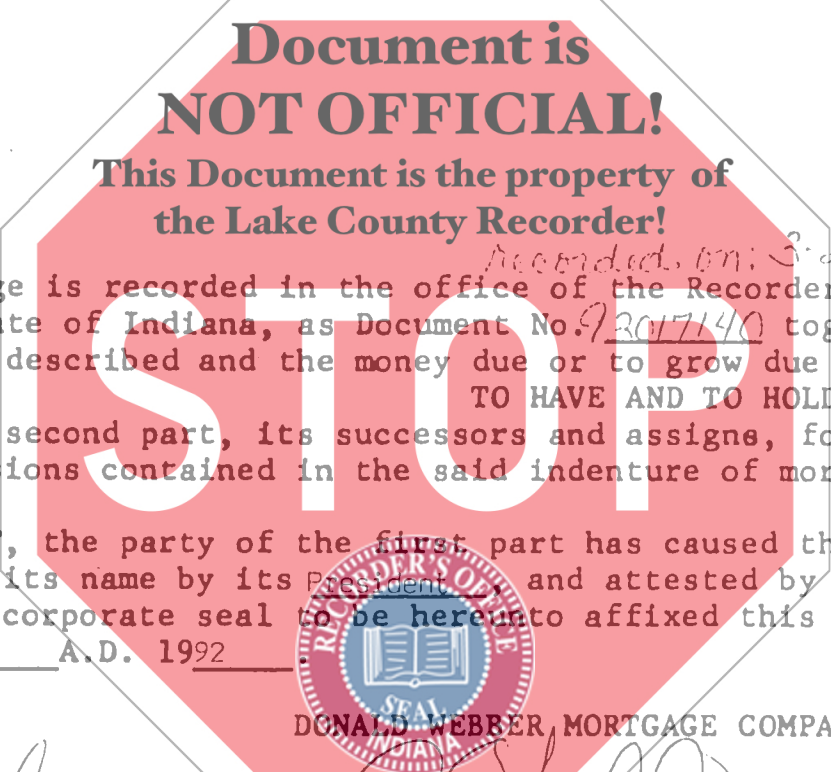 Document is
NOT OFFICIAL!
This Document is the property of
the Lake County Recorder!
recorded on:
ge is recorded in the office of the Recorder
te of Indiana, as Document No. 92017140 tog
described and the money due or to grow due
TO HAVE AND TO HOLD
second part, its successors and assigns, fo
sions contained in the said indenture of mor
STOP
, the party of the first part has caused th
its name by its President, and attested by
corporate seal to be hereunto affixed this
A.D. 1992.
RECORDER'S OFFICE
SEAL
INDIANA
DONALD WEBBER MORTGAGE COMPA